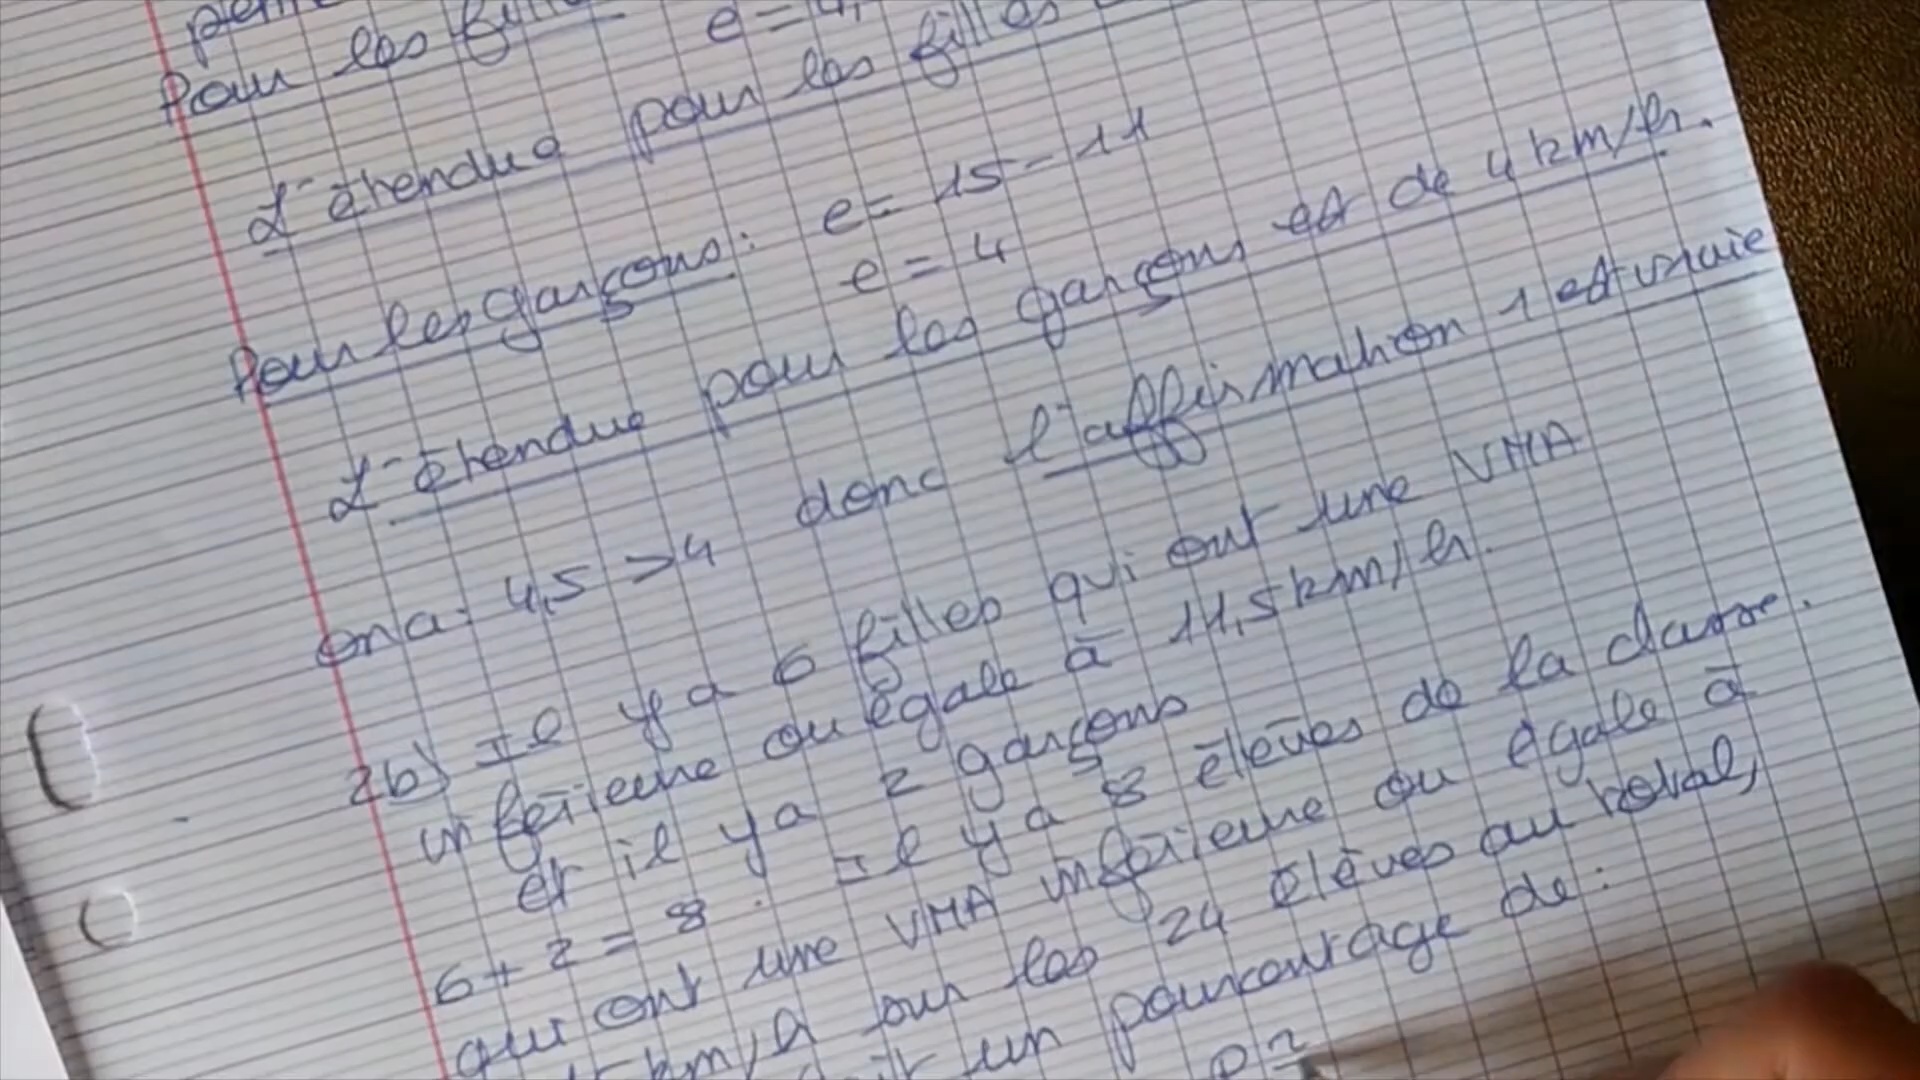 Pour les filles e = 4,
L'étendue pour les filles
Pour les garçons : e = 15 - 11
e = 4
L'étendue pour les garçons est de 4 km/h.
on a : 4,5 > 4 donc l'affirmation 1 est vraie
2b) Il y a 6 filles qui ont une VMA
inférieure ou égale à 11,5 km/h.
et il y a 2 garçons
6 + 2 = 8. Il y a 8 élèves de la classe.
qui ont une VMA inférieure ou égale à
km/h sur les 24 élèves au total,
un pourcentage de :